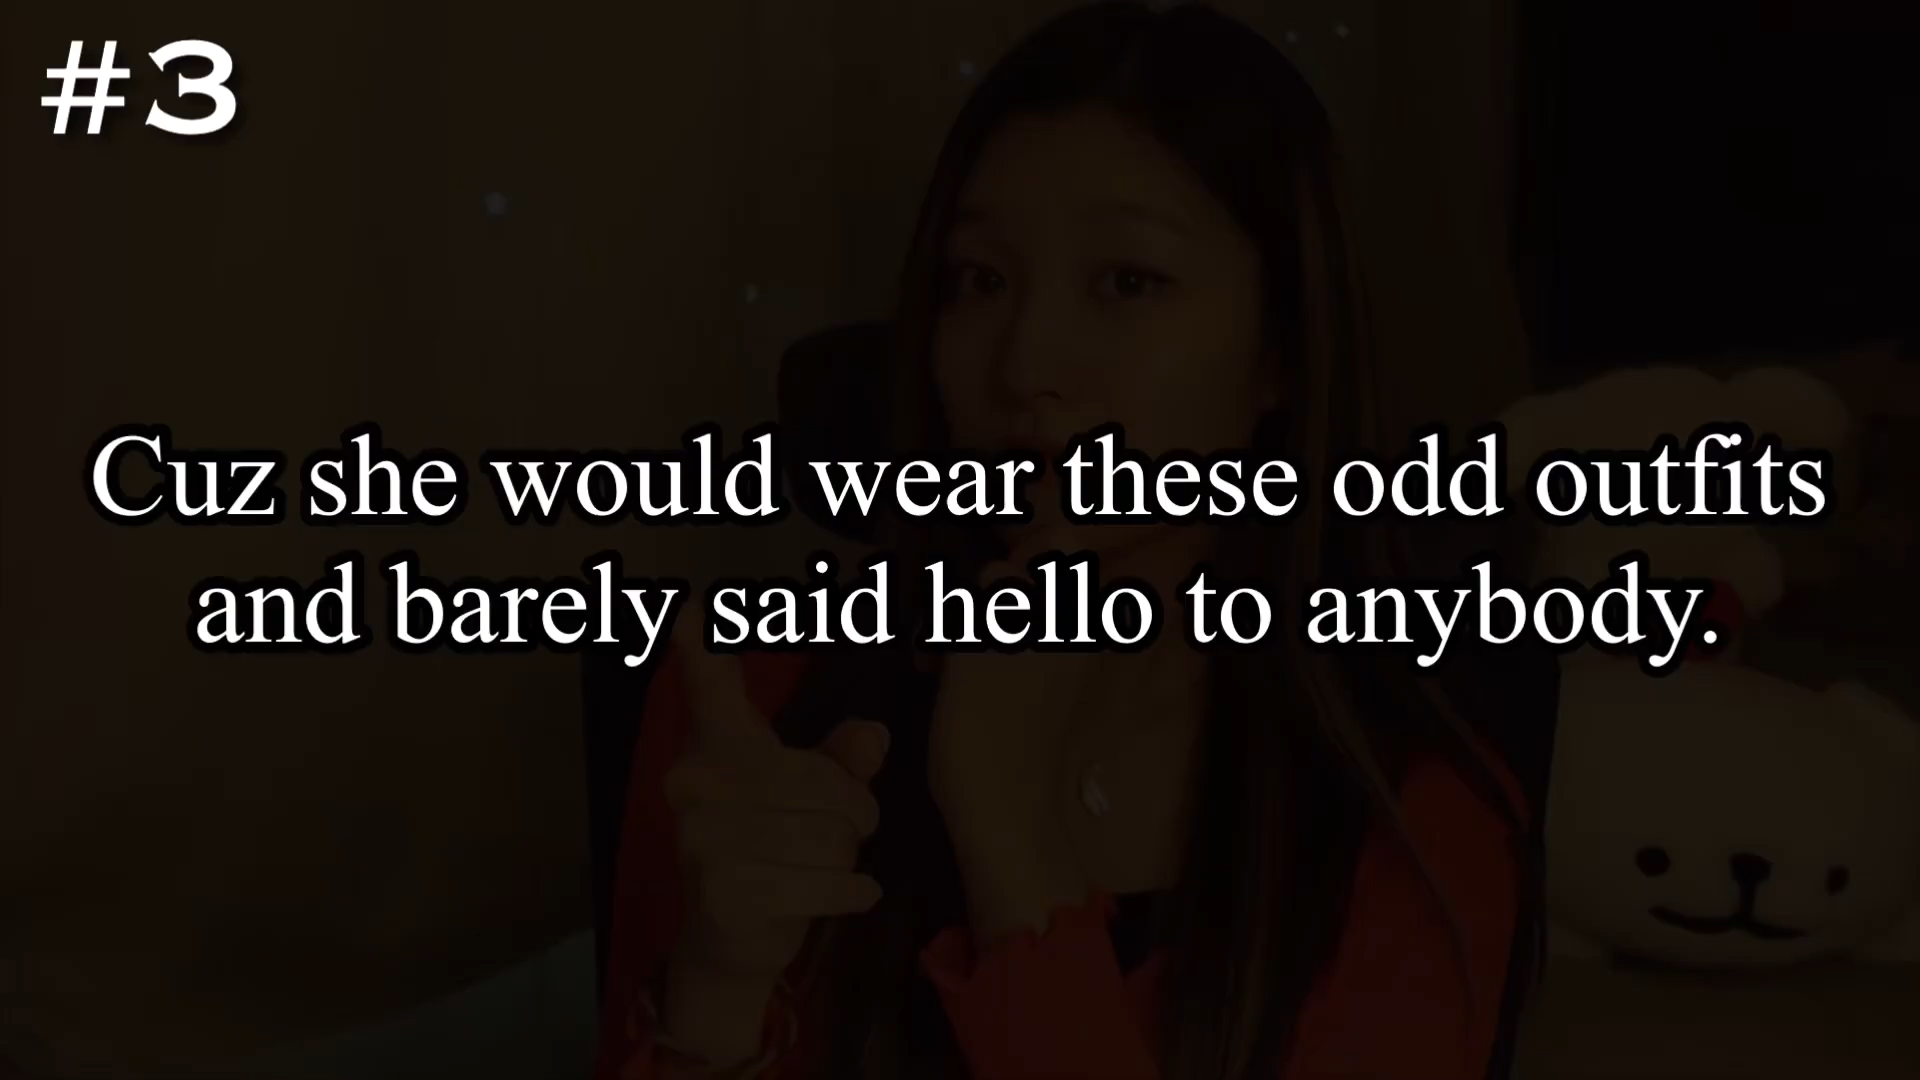 #3
Cuz she would wear these odd outfits
and barely said hello to anybody.